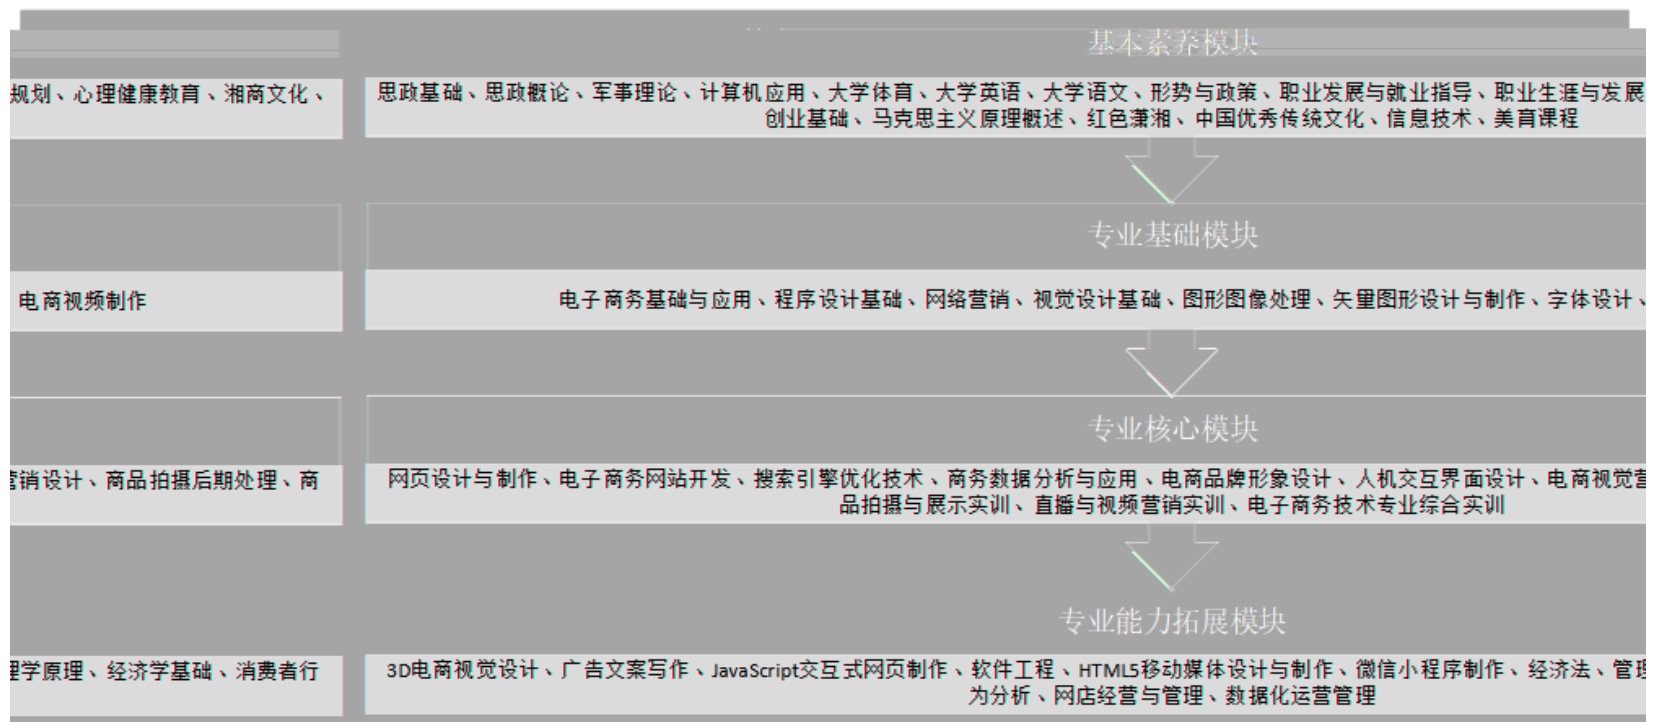 基本素养模块
规划、心理健康教育、湘商文化、
思政基础、思政概论、军事理论、计算机应用、大学体育、大学英语、大学语文、形势与政策、职业发展与就业指导、职业生涯与发展
创业基础、马克思主义原理概述、红色潇湘、中国优秀传统文化、信息技术、美育课程
专业基础模块
电商视频制作
电子商务基础与应用、程序设计基础、网络营销、视觉设计基础、图形图像处理、矢量图形设计与制作、字体设计、
专业核心模块
营销设计、商品拍摄后期处理、商
网页设计与制作、电子商务网站开发、搜索引擎优化技术、商务数据分析与应用、电商品牌形象设计、人机交互界面设计、电商视觉营
品拍摄与展示实训、直播与视频营销实训、电子商务技术专业综合实训
专业能力拓展模块
理学原理、经济学基础、消费者行
3D电商视觉设计、广告文案写作、JavaScript交互式网页制作、软件工程、HTML5移动媒体设计与制作、微信小程序制作、经济法、管理
为分析、网店经营与管理、数据化运营管理